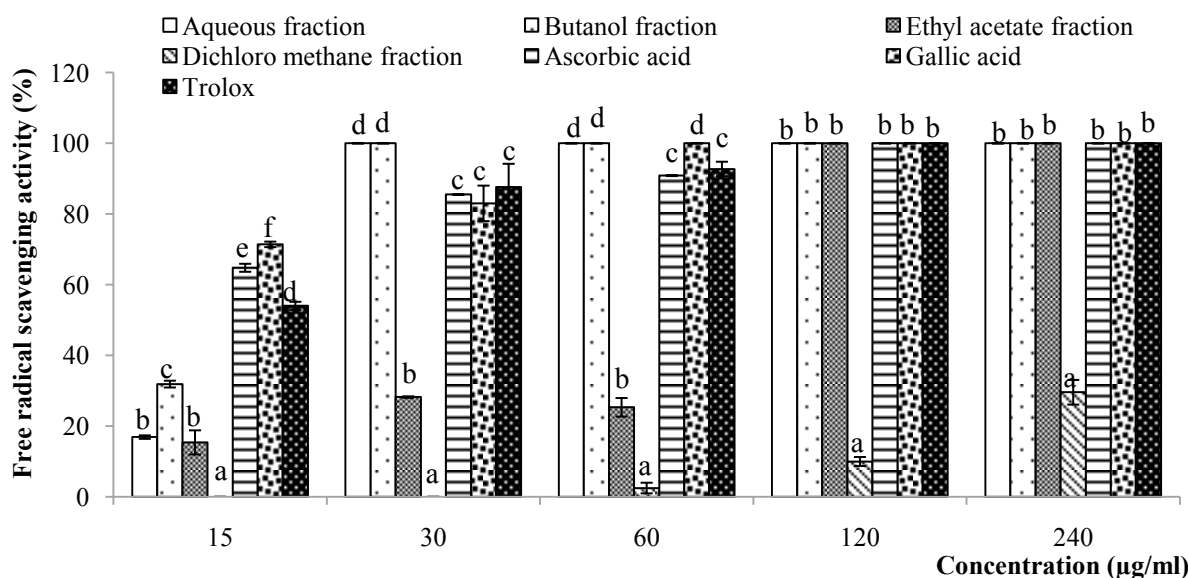 Aqueous fraction Butanol fraction Ethyl acetate fraction
Dichloro methane fraction Ascorbic acid Gallic acid
Trolox
Free radical scavenging activity (%)
120
100
80
60
40
20
0
b c b a e f d
d d b a c c c
d d b a c d c
b b b a b b b
b b b a b b b
15 30 60 120 240
Concentration (µg/ml)